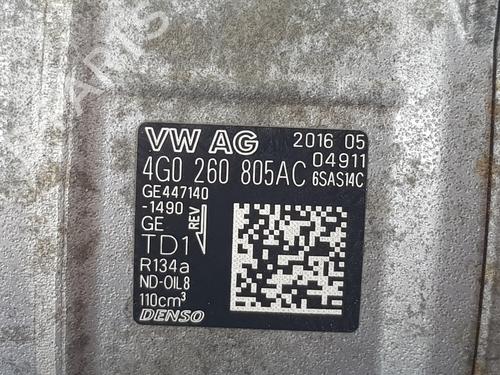 VW AG 2016 05
04911
4G0 260 805AC 6SAS14C
GE447140
-1490
REV
GE
TD1
R134a
ND-OIL8
110cm³
DENSO